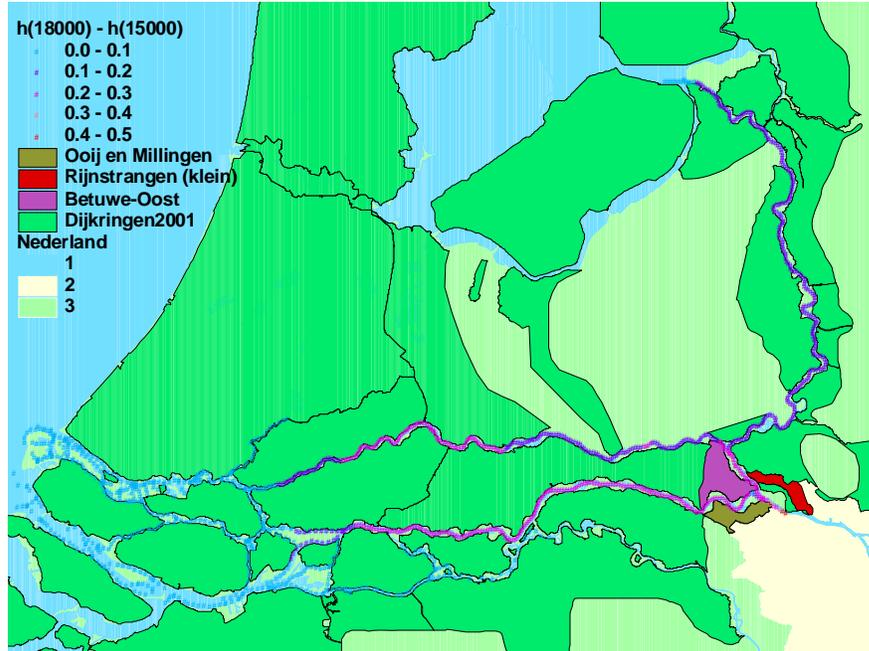 h(18000) - h(15000)
0.0 - 0.1
0.1 - 0.2
0.2 - 0.3
0.3 - 0.4
0.4 - 0.5
Ooij en Millingen
Rijnstrangen (klein)
Betuwe-Oost
Dijkringen2001
Nederland
1
2
3